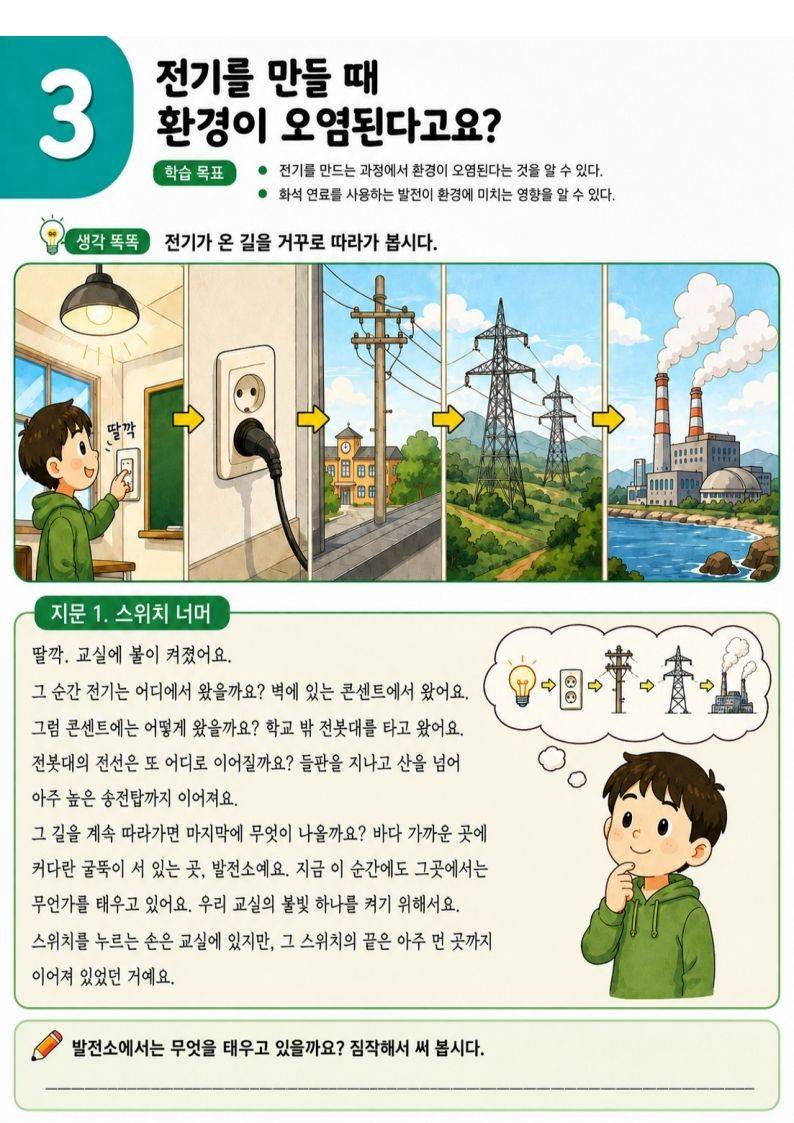 3
전기를 만들 때
환경이 오염된다고요?
학습 목표
● 전기를 만드는 과정에서 환경이 오염된다는 것을 알 수 있다.
● 화석 연료를 사용하는 발전이 환경에 미치는 영향을 알 수 있다.
생각 똑똑 전기가 온 길을 거꾸로 따라가 봅시다.
딸깍
지문 1. 스위치 너머
딸깍. 교실에 불이 켜졌어요.
그 순간 전기는 어디에서 왔을까요? 벽에 있는 콘센트에서 왔어요.
그럼 콘센트에는 어떻게 왔을까요? 학교 밖 전봇대를 타고 왔어요.
전봇대의 전선은 또 어디로 이어질까요? 들판을 지나고 산을 넘어
아주 높은 송전탑까지 이어져요.
그 길을 계속 따라가면 마지막에 무엇이 나올까요? 바다 가까운 곳에
커다란 굴뚝이 서 있는 곳, 발전소예요. 지금 이 순간에도 그곳에서는
무언가를 태우고 있어요. 우리 교실의 불빛 하나를 켜기 위해서요.
스위치를 누르는 손은 교실에 있지만, 그 스위치의 끝은 아주 먼 곳까지
이어져 있었던 거예요.
발전소에서는 무엇을 태우고 있을까요? 짐작해서 써 봅시다.